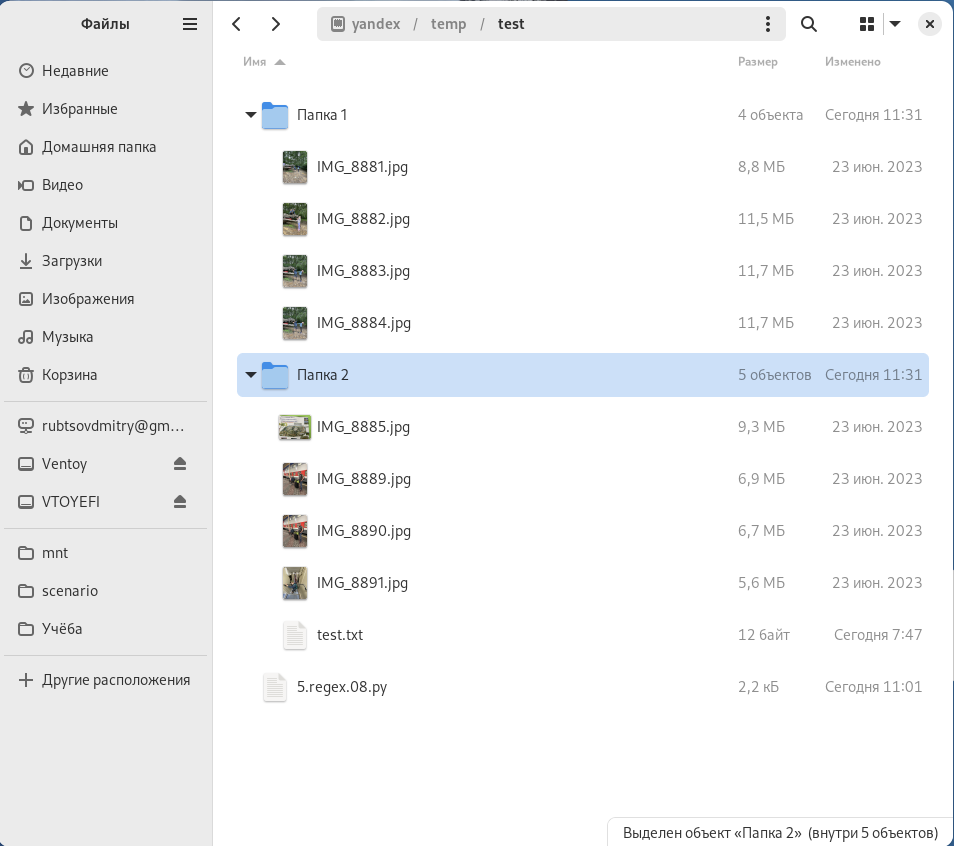 Файлы
yandex / temp / test
Недавние
Избранные
Домашняя папка
Видео
Документы
Загрузки
Изображения
Музыка
Корзина
rubtsovdmitry@gm...
Ventoy
VTOYEFI
mnt
scenario
Учёба
Другие расположения
Имя Размер Изменено
Папка 1 4 объекта Сегодня 11:31
IMG_8881.jpg 8,8 МБ 23 июн. 2023
IMG_8882.jpg 11,5 МБ 23 июн. 2023
IMG_8883.jpg 11,7 МБ 23 июн. 2023
IMG_8884.jpg 11,7 МБ 23 июн. 2023
Папка 2 5 объектов Сегодня 11:31
IMG_8885.jpg 9,3 МБ 23 июн. 2023
IMG_8889.jpg 6,9 МБ 23 июн. 2023
IMG_8890.jpg 6,7 МБ 23 июн. 2023
IMG_8891.jpg 5,6 МБ 23 июн. 2023
test.txt 12 байт Сегодня 7:47
5.regex.08.py 2,2 кБ Сегодня 11:01
Выделен объект «Папка 2» (внутри 5 объектов)